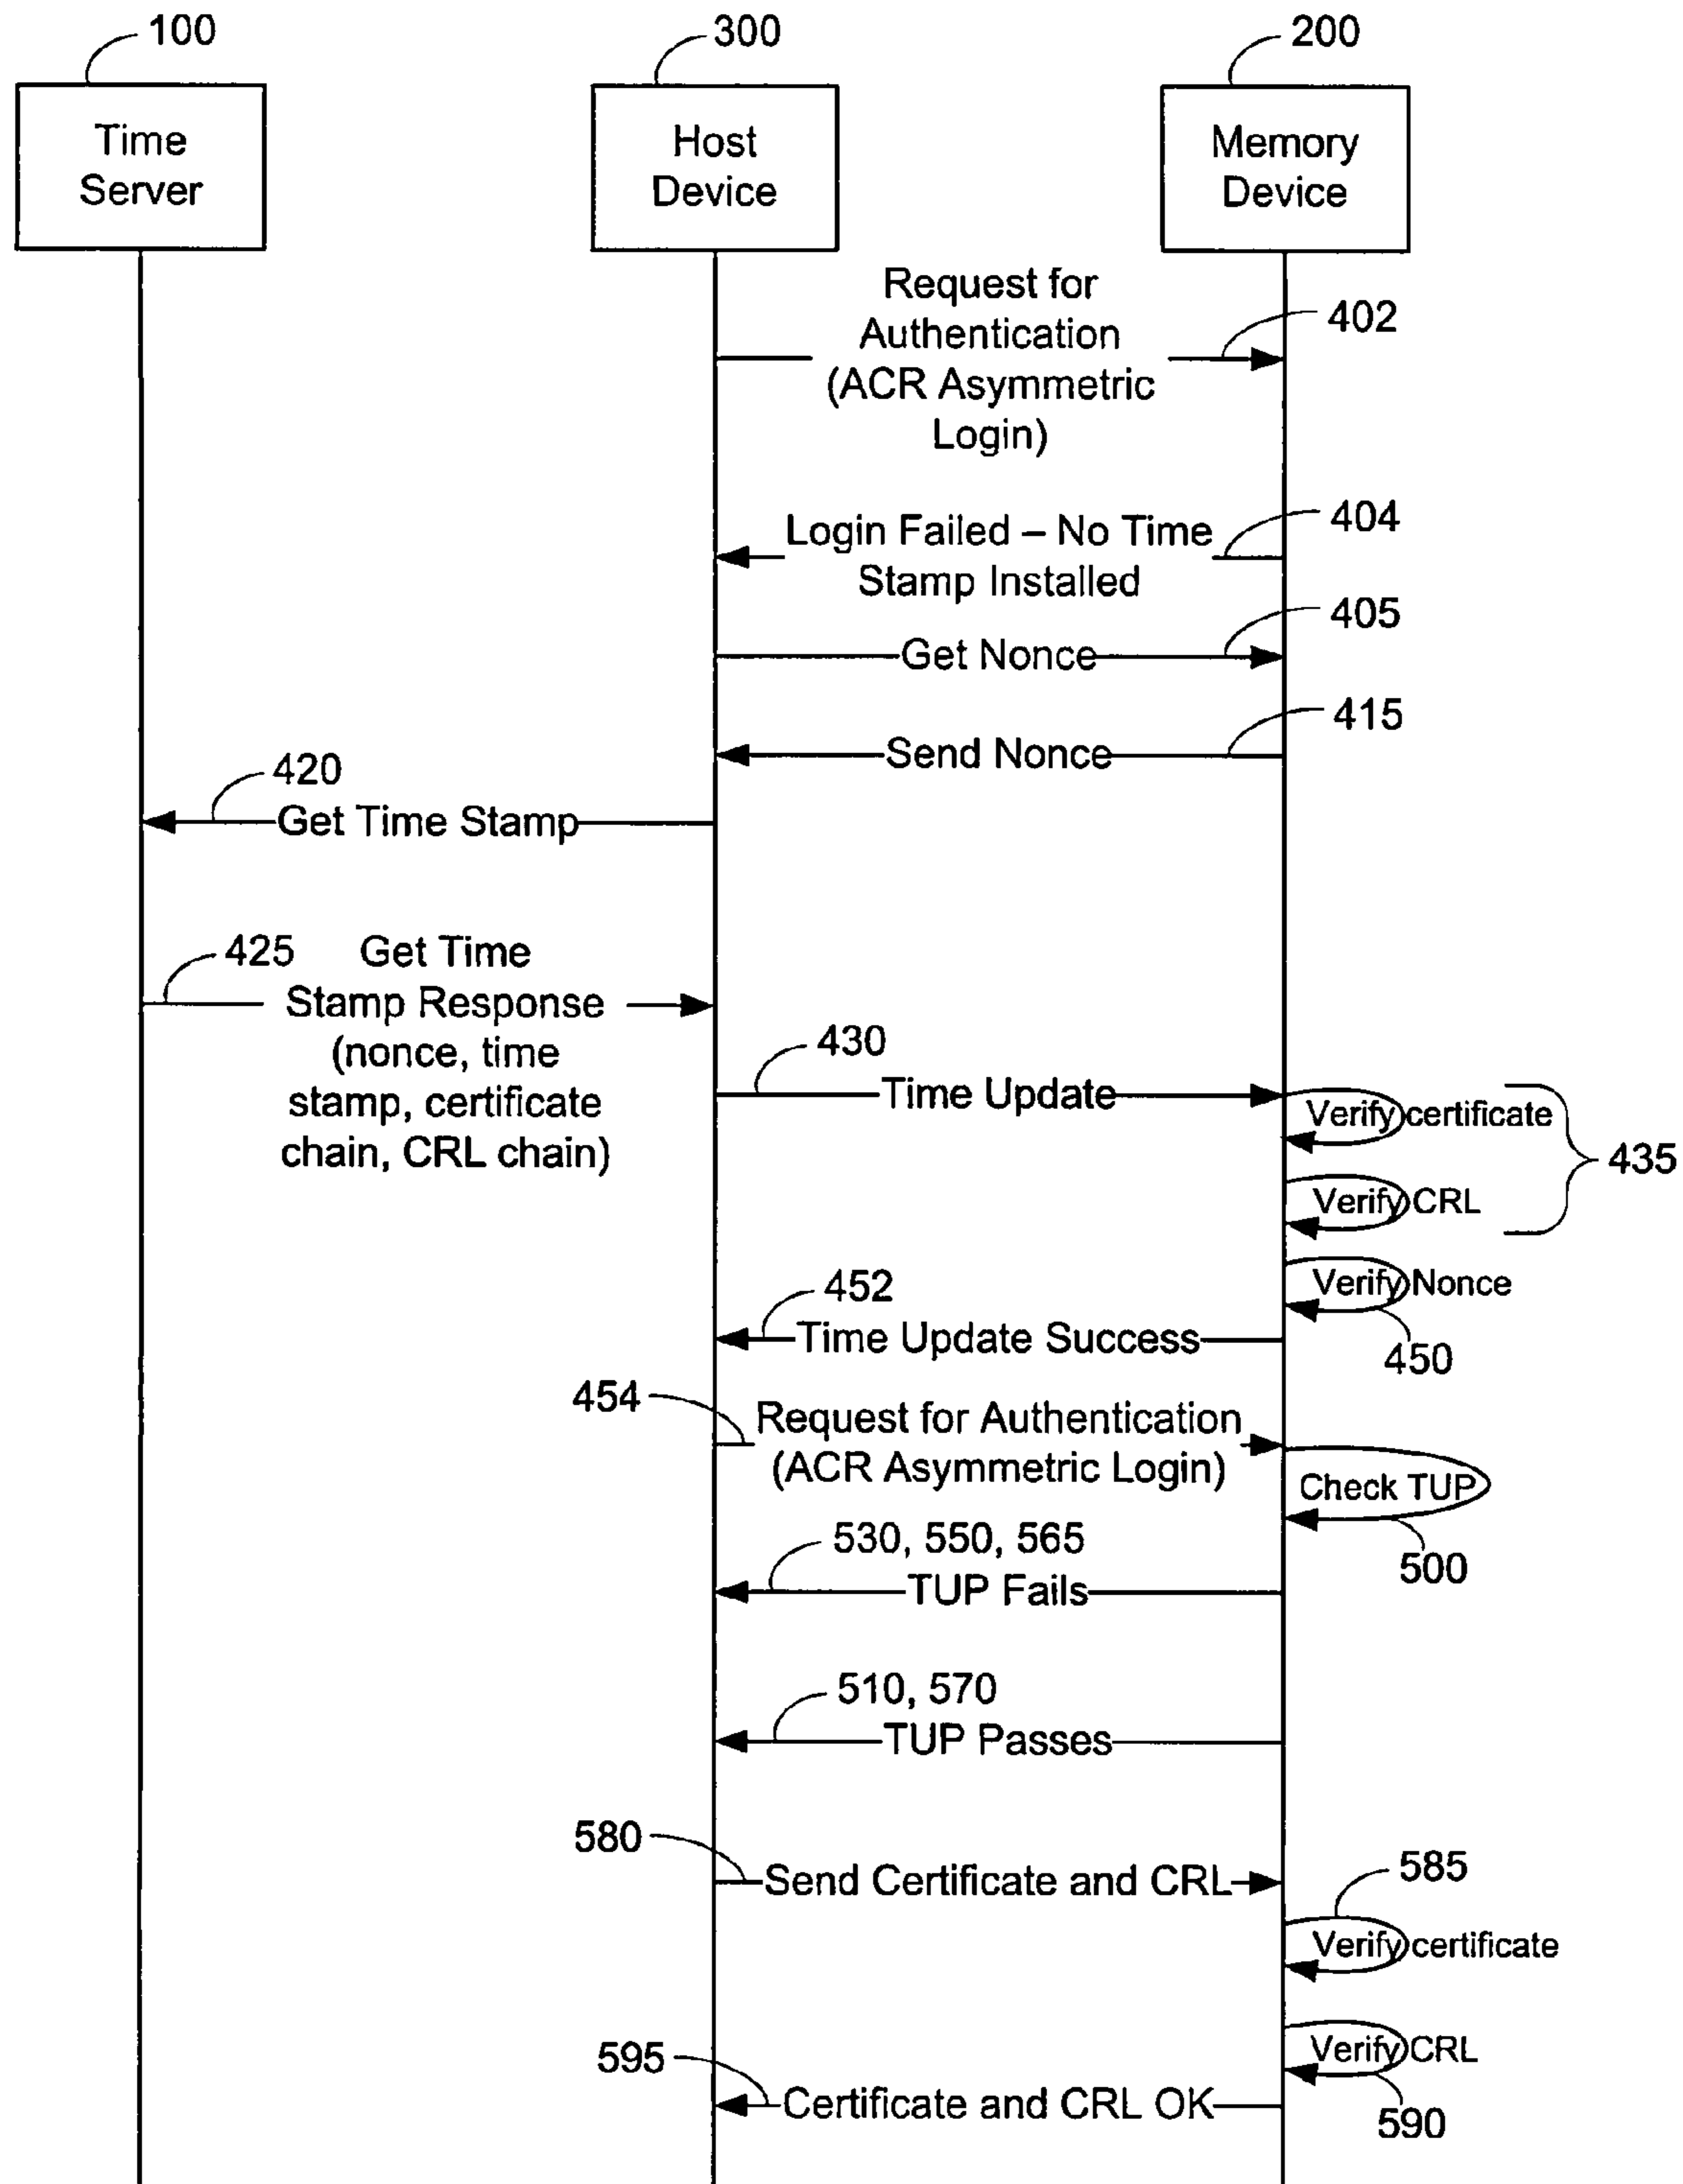 100
300
200
Time
Server
Host
Device
Memory
Device
Request for
Authentication
(ACR Asymmetric
Login)
402
Login Failed – No Time
Stamp Installed
404
405
Get Nonce
415
Send Nonce
420
Get Time Stamp
425
Get Time
Stamp Response
(nonce, time
stamp, certificate
chain, CRL chain)
430
Time Update
Verify certificate
435
Verify CRL
Verify Nonce
450
452
Time Update Success
454
Request for Authentication
(ACR Asymmetric Login)
Check TUP
500
530, 550, 565
TUP Fails
510, 570
TUP Passes
580
Send Certificate and CRL
585
Verify certificate
Verify CRL
590
595
Certificate and CRL OK